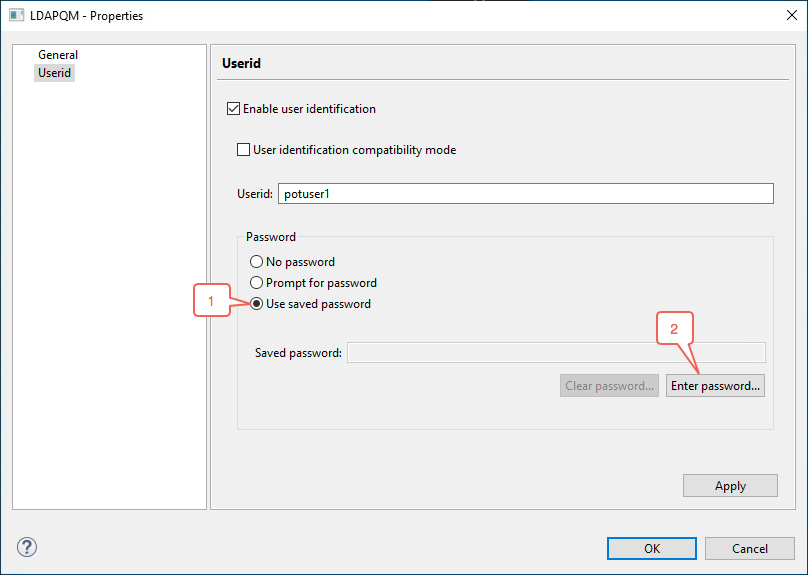 LDAPQM - Properties
General
Userid
Userid
Enable user identification
User identification compatibility mode
Userid: potuser1
Password
No password
Prompt for password
1 Use saved password
2
Saved password:
Clear password... Enter password...
Apply
? OK Cancel